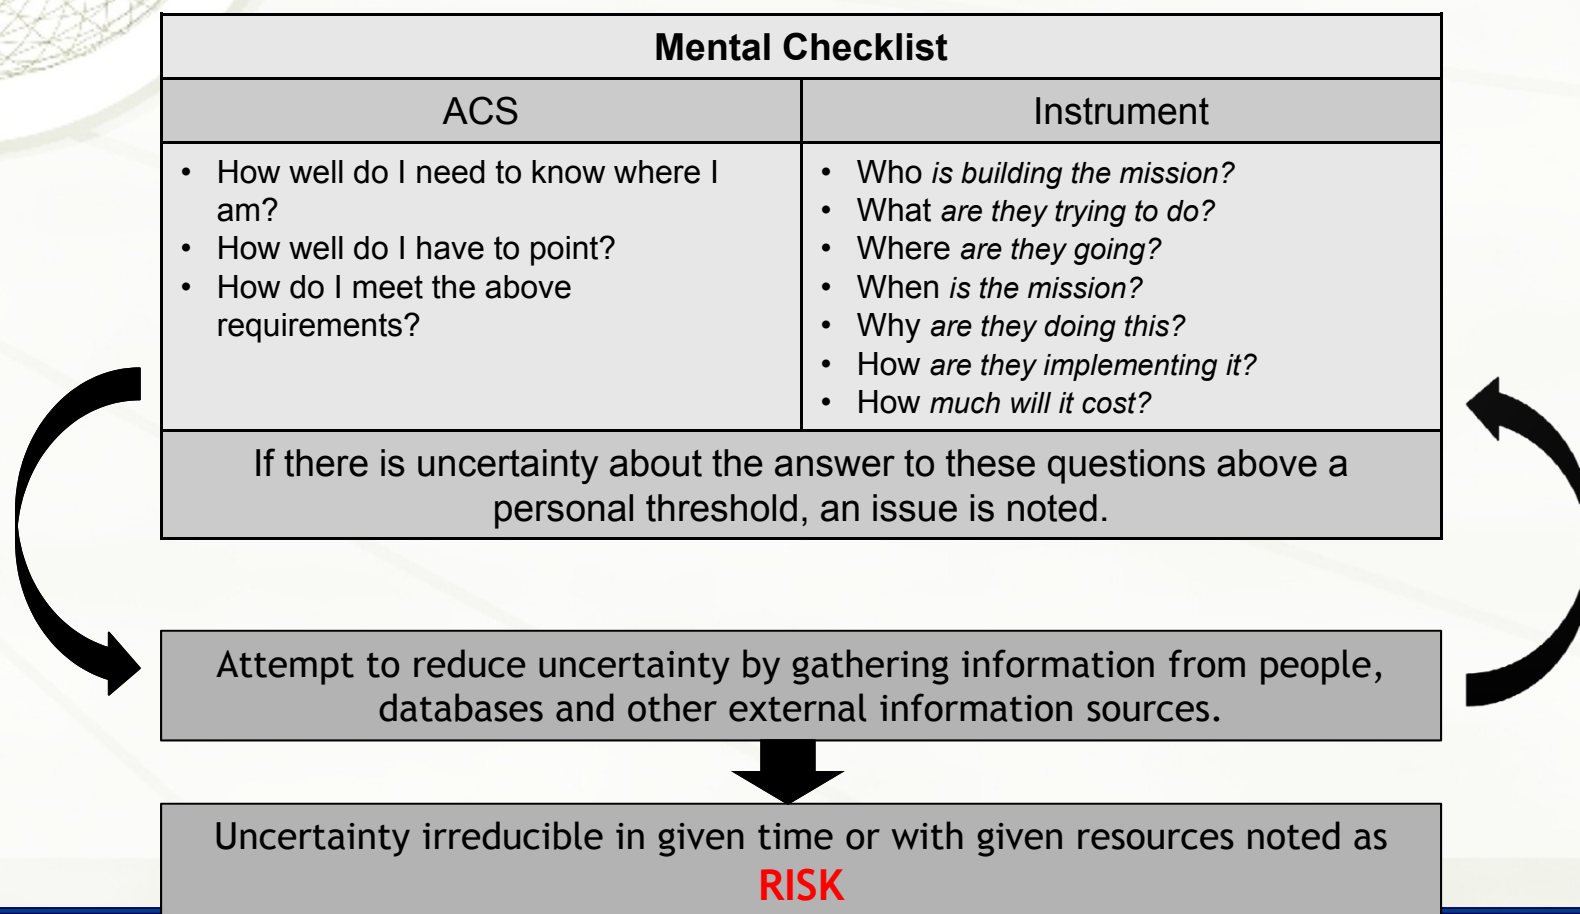 Mental Checklist
ACS
Instrument
• How well do I need to know where I
am?
• How well do I have to point?
• How do I meet the above
requirements?
• Who is building the mission?
• What are they trying to do?
• Where are they going?
• When is the mission?
• Why are they doing this?
• How are they implementing it?
• How much will it cost?
If there is uncertainty about the answer to these questions above a
personal threshold, an issue is noted.
Attempt to reduce uncertainty by gathering information from people,
databases and other external information sources.
Uncertainty irreducible in given time or with given resources noted as
RISK